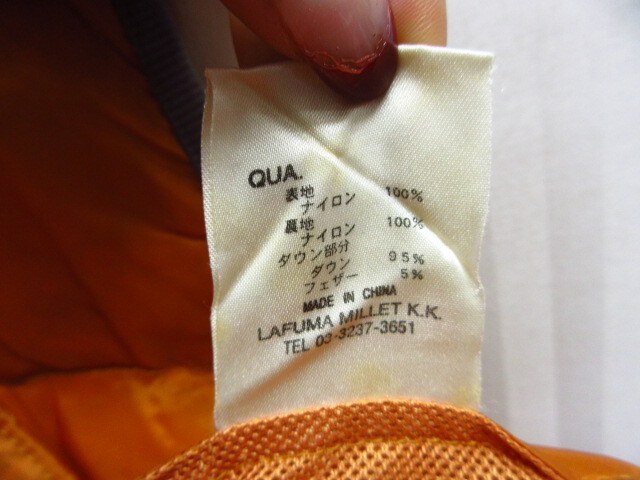 QUA.
表地
ナイロン 100%
裏地
ナイロン 100%
ダウン部分
ダウン 95%
フェザー 5%
MADE IN CHINA
LAFUMA MILLET K.K.
TEL 03-3237-3651